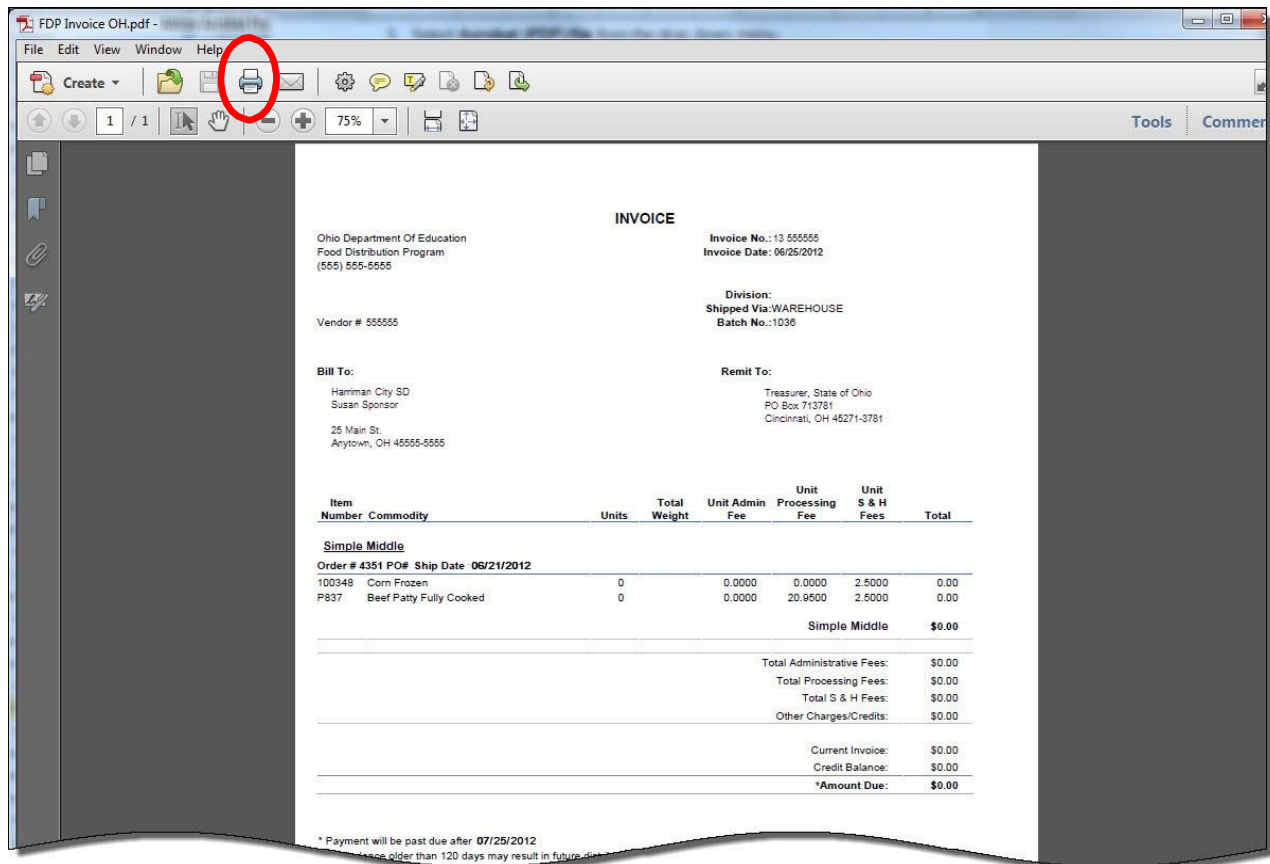 FDP Invoice OH.pdf -
File Edit View Window Help
Create
1 / 1 75% Tools Commen
INVOICE
Ohio Department Of Education Invoice No.: 13 555555
Food Distribution Program Invoice Date: 06/25/2012
(555) 555-5555
Division:
Shipped Via:WAREHOUSE
Vendor # 555555 Batch No.:1036
Bill To: Remit To:
Harriman City SD Treasurer, State of Ohio
Susan Sponsor PO Box 713781
Cincinnati, OH 45271-3781
25 Main St.
Anytown, OH 45555-5555
Unit Unit
Item Total Unit Admin Processing S & H
Number Commodity Units Weight Fee Fee Fees Total
Simple Middle
Order # 4351 PO# Ship Date 06/21/2012
100348 Corn Frozen 0 0.0000 0.0000 2.5000 0.00
P837 Beef Patty Fully Cooked 0 0.0000 20.9500 2.5000 0.00
Simple Middle $0.00
Total Administrative Fees: $0.00
Total Processing Fees: $0.00
Total S & H Fees: $0.00
Other Charges/Credits: $0.00
Current Invoice: $0.00
Credit Balance: $0.00
*Amount Due: $0.00
* Payment will be past due after 07/25/2012
older than 120 days may result in future